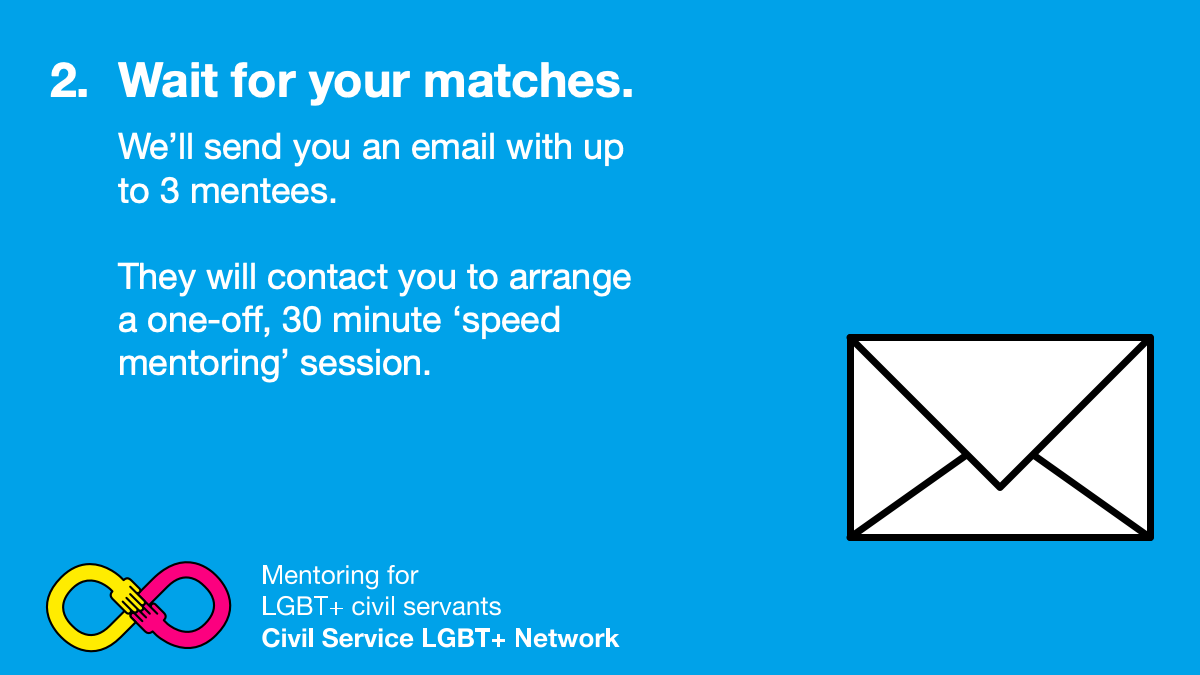 2. Wait for your matches.
We’ll send you an email with up
to 3 mentees.
They will contact you to arrange
a one-off, 30 minute ‘speed
mentoring’ session.
Mentoring for
LGBT+ civil servants
Civil Service LGBT+ Network